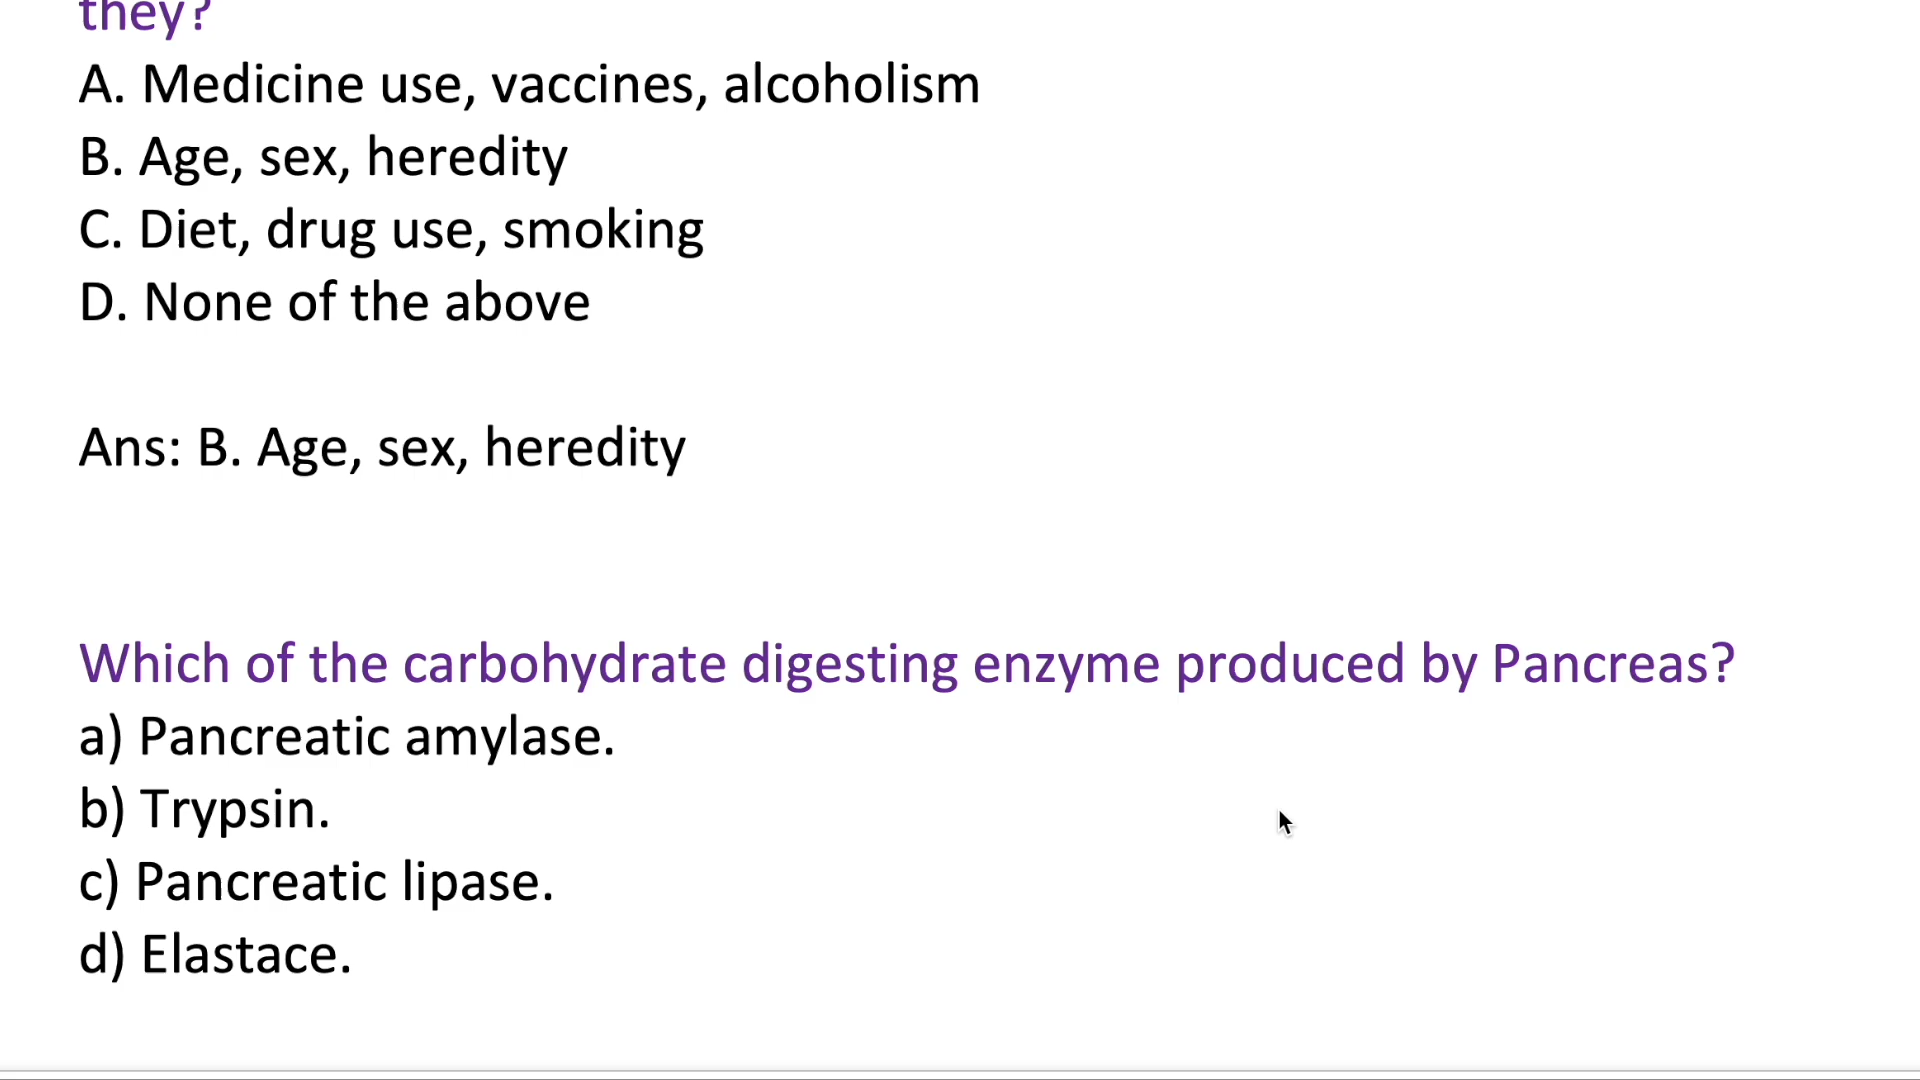 they?
A. Medicine use, vaccines, alcoholism
B. Age, sex, heredity
C. Diet, drug use, smoking
D. None of the above
Ans: B. Age, sex, heredity
Which of the carbohydrate digesting enzyme produced by Pancreas?
a) Pancreatic amylase.
b) Trypsin.
c) Pancreatic lipase.
d) Elastace.